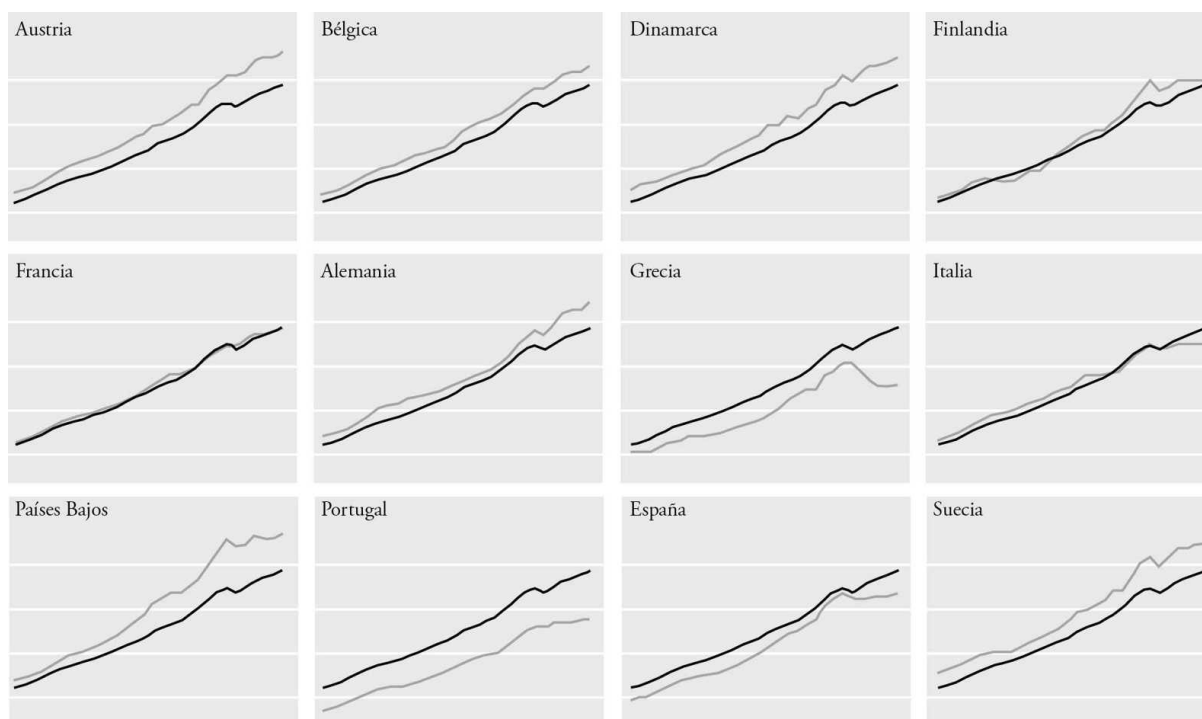 Austria
Bélgica
Dinamarca
Finlandia
Francia
Alemania
Grecia
Italia
Países Bajos
Portugal
España
Suecia